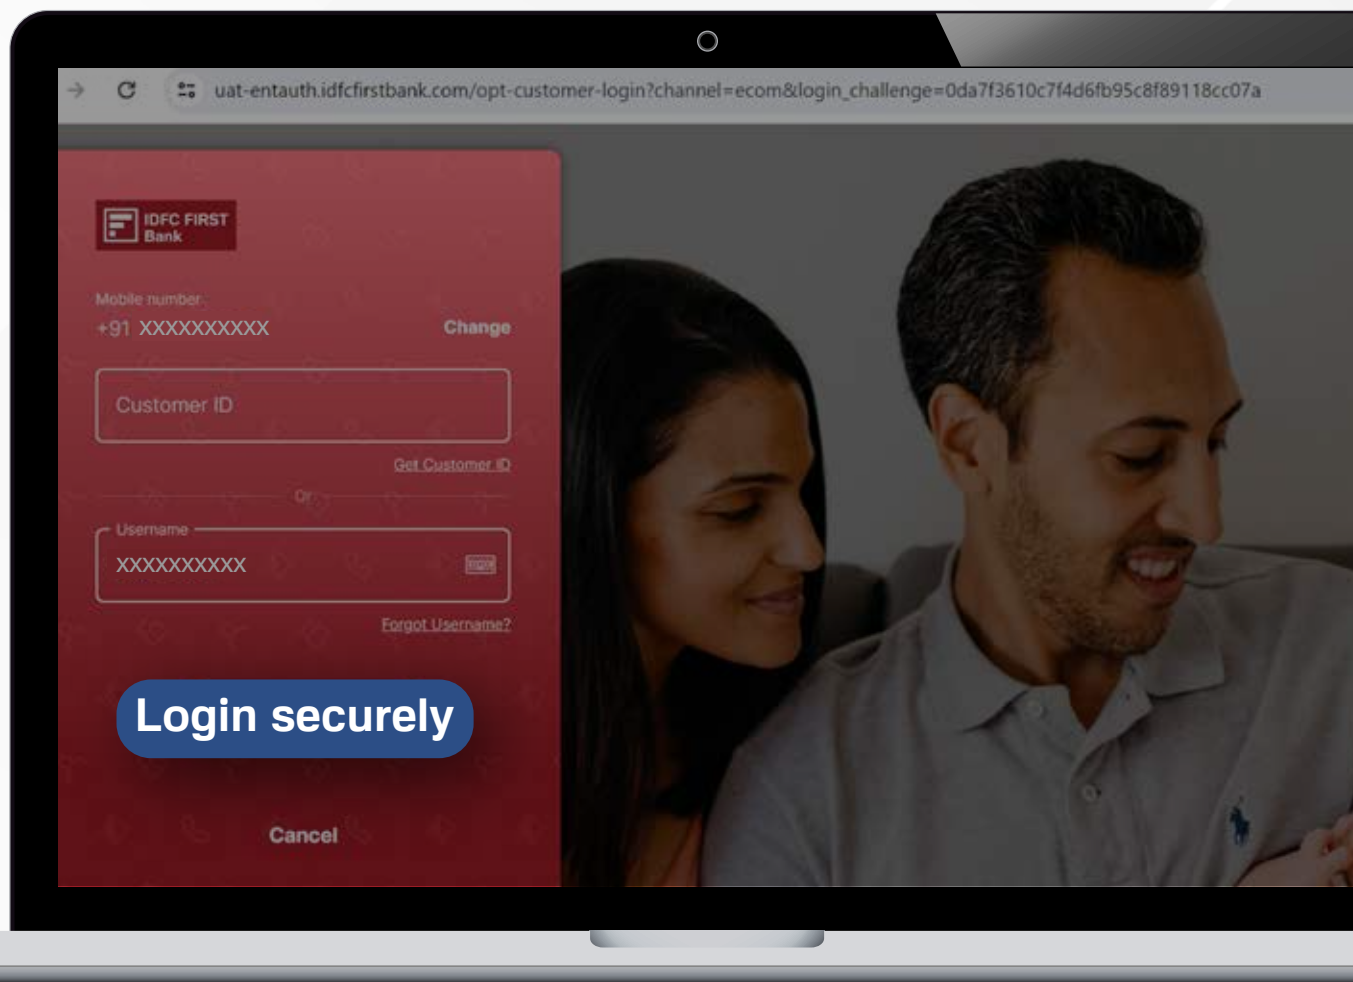 uat-entauth.idfcfirstbank.com/opt-customer-login?channel=ecom&login_challenge=0da7f3610c7f4d6fb95c8f89118cc07a
IDFC FIRST
Bank
Mobile number
+91 XXXXXXXXXX Change
Customer ID
Get Customer ID
Or
Username
XXXXXXXXXX
Forgot Username?
Login securely
Cancel